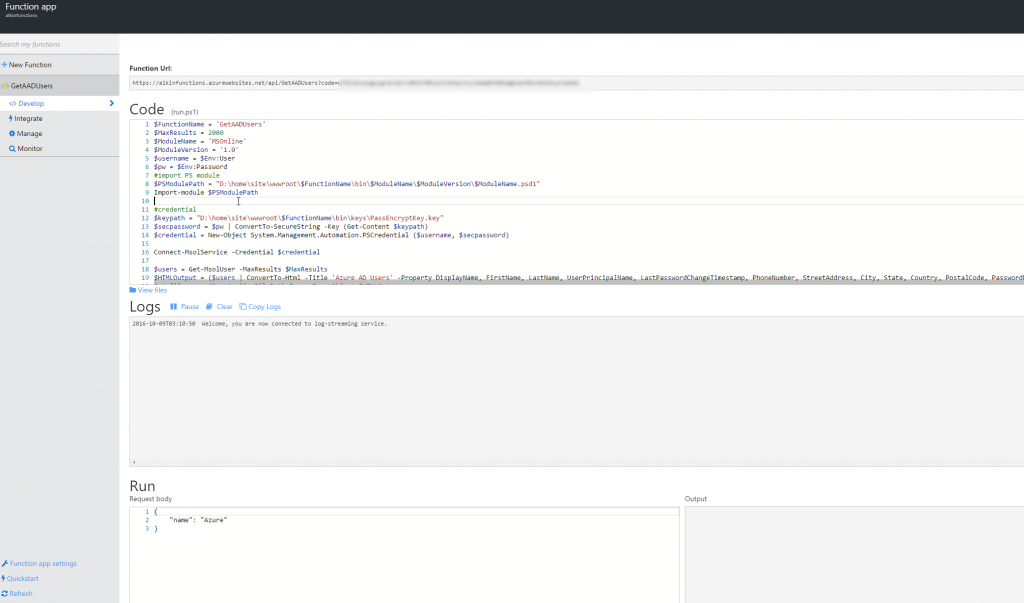 Function app
alkinfunctions
Search my functions
New Function
GetAADUsers
Develop
Integrate
Manage
Monitor
Function app settings
Quickstart
Refresh
Function Url:
https://alkinfunctions.azurewebsites.net/api/GetAADUsers?code=
Code (run.ps1)
1 $FunctionName = 'GetAADUsers'
2 $MaxResults = 2000
3 $ModuleName = 'MSOnline'
4 $ModuleVersion = '1.0'
5 $username = $Env:User
6 $pw = $Env:Password
7 #import PS module
8 $PSModulePath = "D:\home\site\wwwroot\$FunctionName\bin\$ModuleName\$ModuleVersion\$ModuleName.psd1"
9 Import-module $PSMOdulePath
10
11 #credential
12 $keypath = "D:\home\site\wwwroot\$FunctionName\bin\keys\PassEncryptKey.key"
13 $secpassword = $pw | ConvertTo-SecureString -Key (Get-Content $keypath)
14 $credential = New-Object System.Management.Automation.PSCredential ($username, $secpassword)
15
16 Connect-MsolService -Credential $credential
17
18 $users = Get-MsolUser -MaxResults $MaxResults
19 $HTMLOutput = ($users | ConvertTo-Html -Title 'Azure AD Users' -Property DisplayName, FirstName, LastName, UserPrincipalName, LastPasswordChangeTimestamp, PhoneNumber, StreetAddress, City, State, Country, PostalCode, Password
View files
Logs Pause Clear Copy Logs
2016-10-09T03:10:50 Welcome, you are now connected to log-streaming service.
Run
Request body
1 {
2 "name": "Azure"
3 }
Output